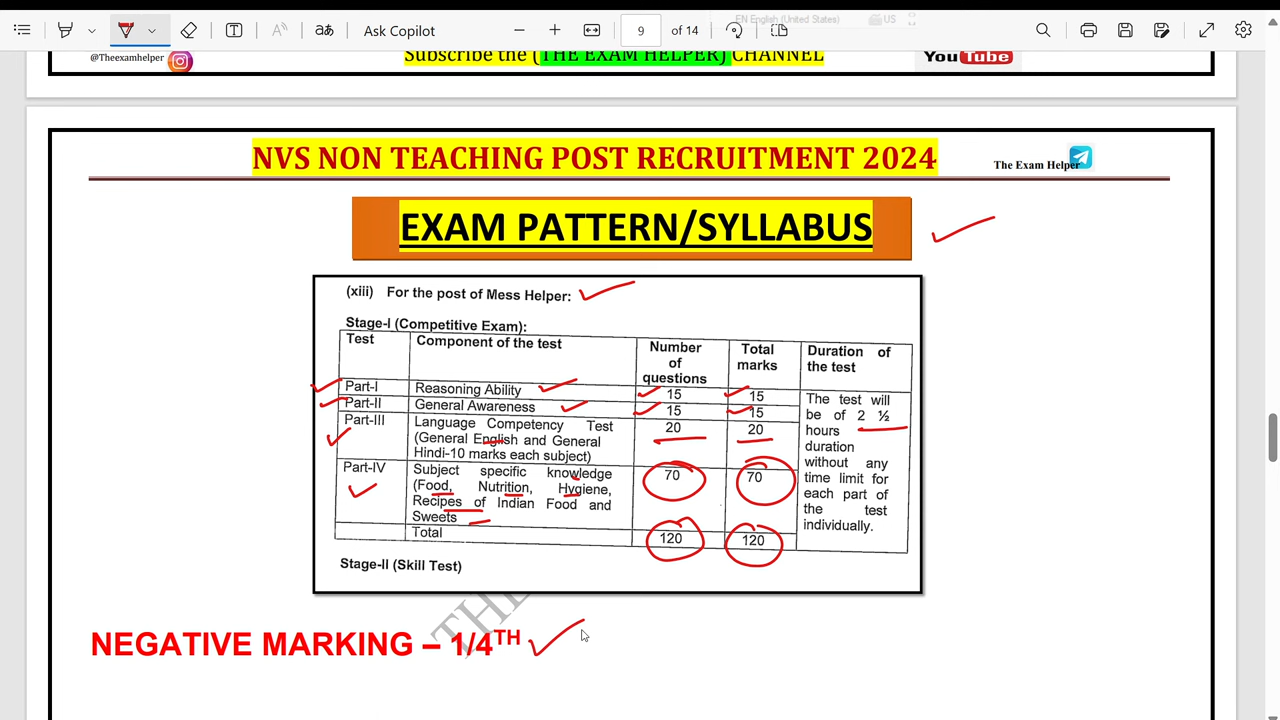 EN English (United States) US
Ask Copilot 9 of 14
@Theexamhelper Subscribe the (THE EXAM HELPER) CHANNEL YouTube
NVS NON TEACHING POST RECRUITMENT 2024 The Exam Helper
EXAM PATTERN/SYLLABUS
(xiii) For the post of Mess Helper:
Stage-I (Competitive Exam):
Test Component of the test Number of questions Total marks Duration of the test
Part-I Reasoning Ability 15 15
Part-II General Awareness 15 15
Part-III Language Competency Test (General English and General Hindi-10 marks each subject) 20 20
Part-IV Subject specific knowledge (Food, Nutrition, Hygiene, Recipes of Indian Food and Sweets 70 70
The test will be of 2 ½ hours duration without any time limit for each part of the test individually.
Total 120 120
Stage-II (Skill Test)
THE
NEGATIVE MARKING – 1/4TH